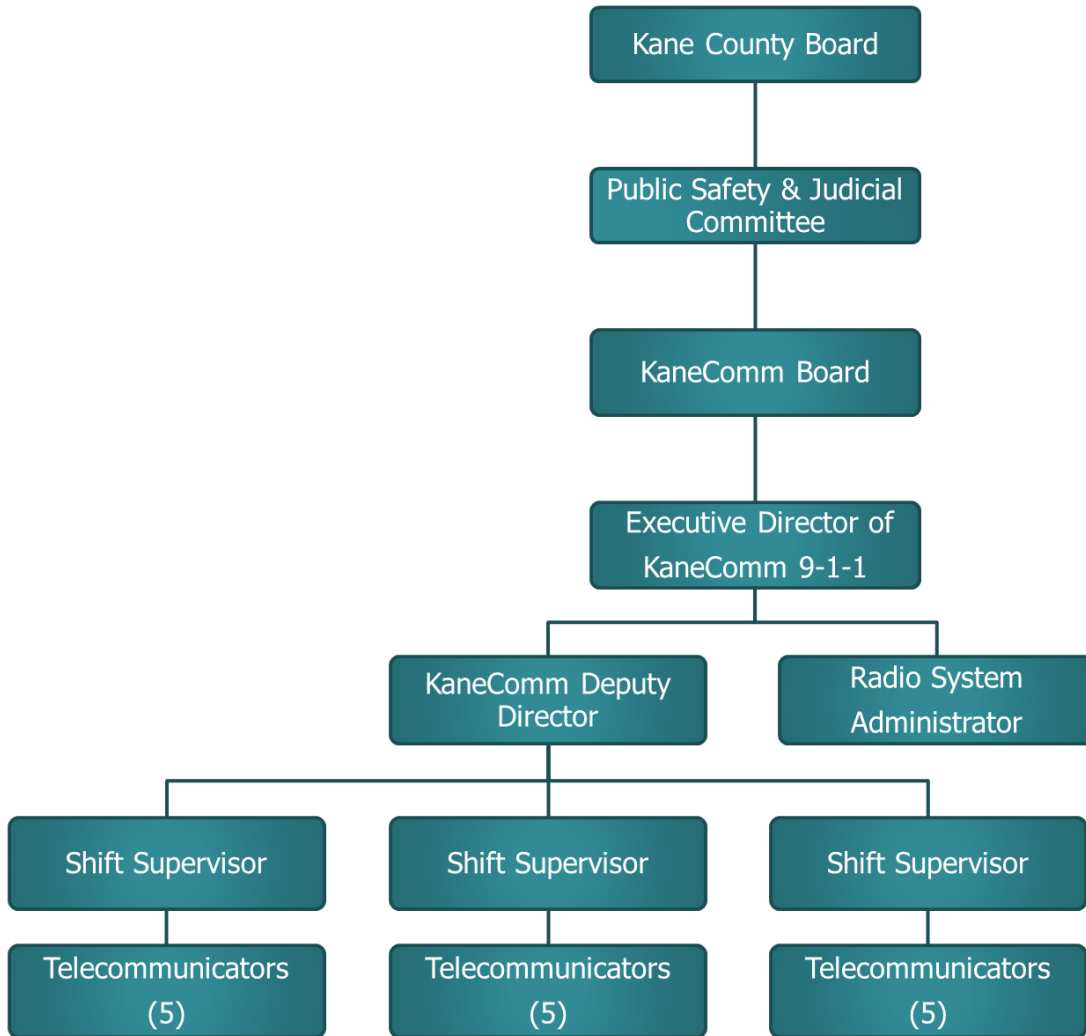 Kane County Board
Public Safety & Judicial
Committee
KaneComm Board
Executive Director of
KaneComm 9-1-1
KaneComm Deputy
Director
Radio System
Administrator
Shift Supervisor
Shift Supervisor
Shift Supervisor
Telecommunicators
(5)
Telecommunicators
(5)
Telecommunicators
(5)